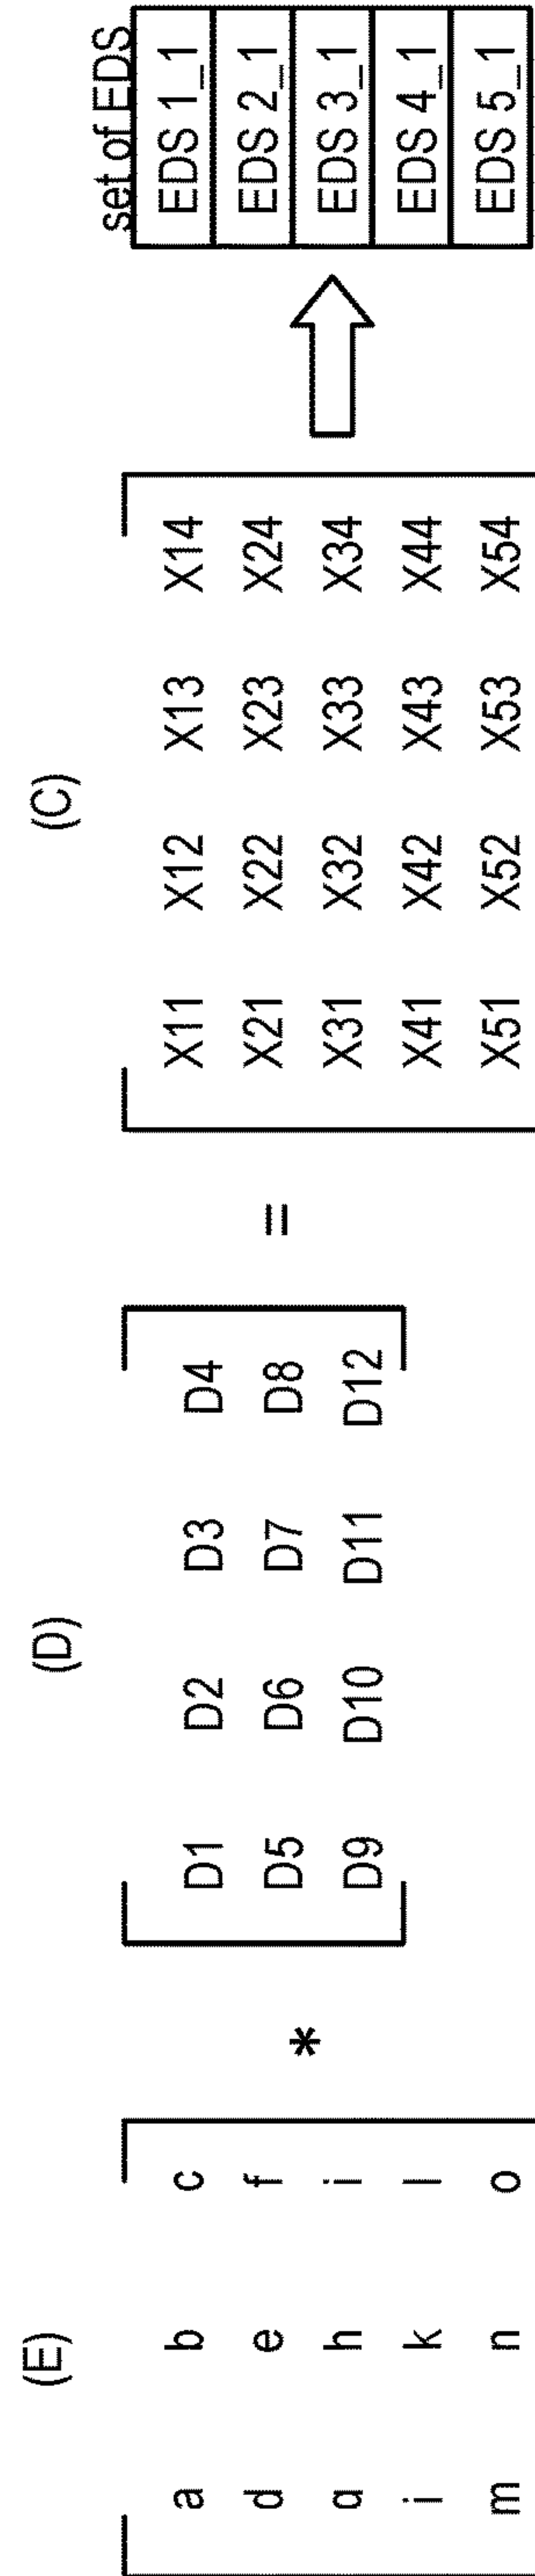 (E) (D) (C) set of EDS
a b c D1 D2 D3 D4 X11 X12 X13 X14 EDS 1_1
d e f * D5 D6 D7 D8 = X21 X22 X23 X24 EDS 2_1
q h i D9 D10 D11 D12 X31 X32 X33 X34 EDS 3_1
i k l X41 X42 X43 X44 EDS 4_1
m n o X51 X52 X53 X54 EDS 5_1